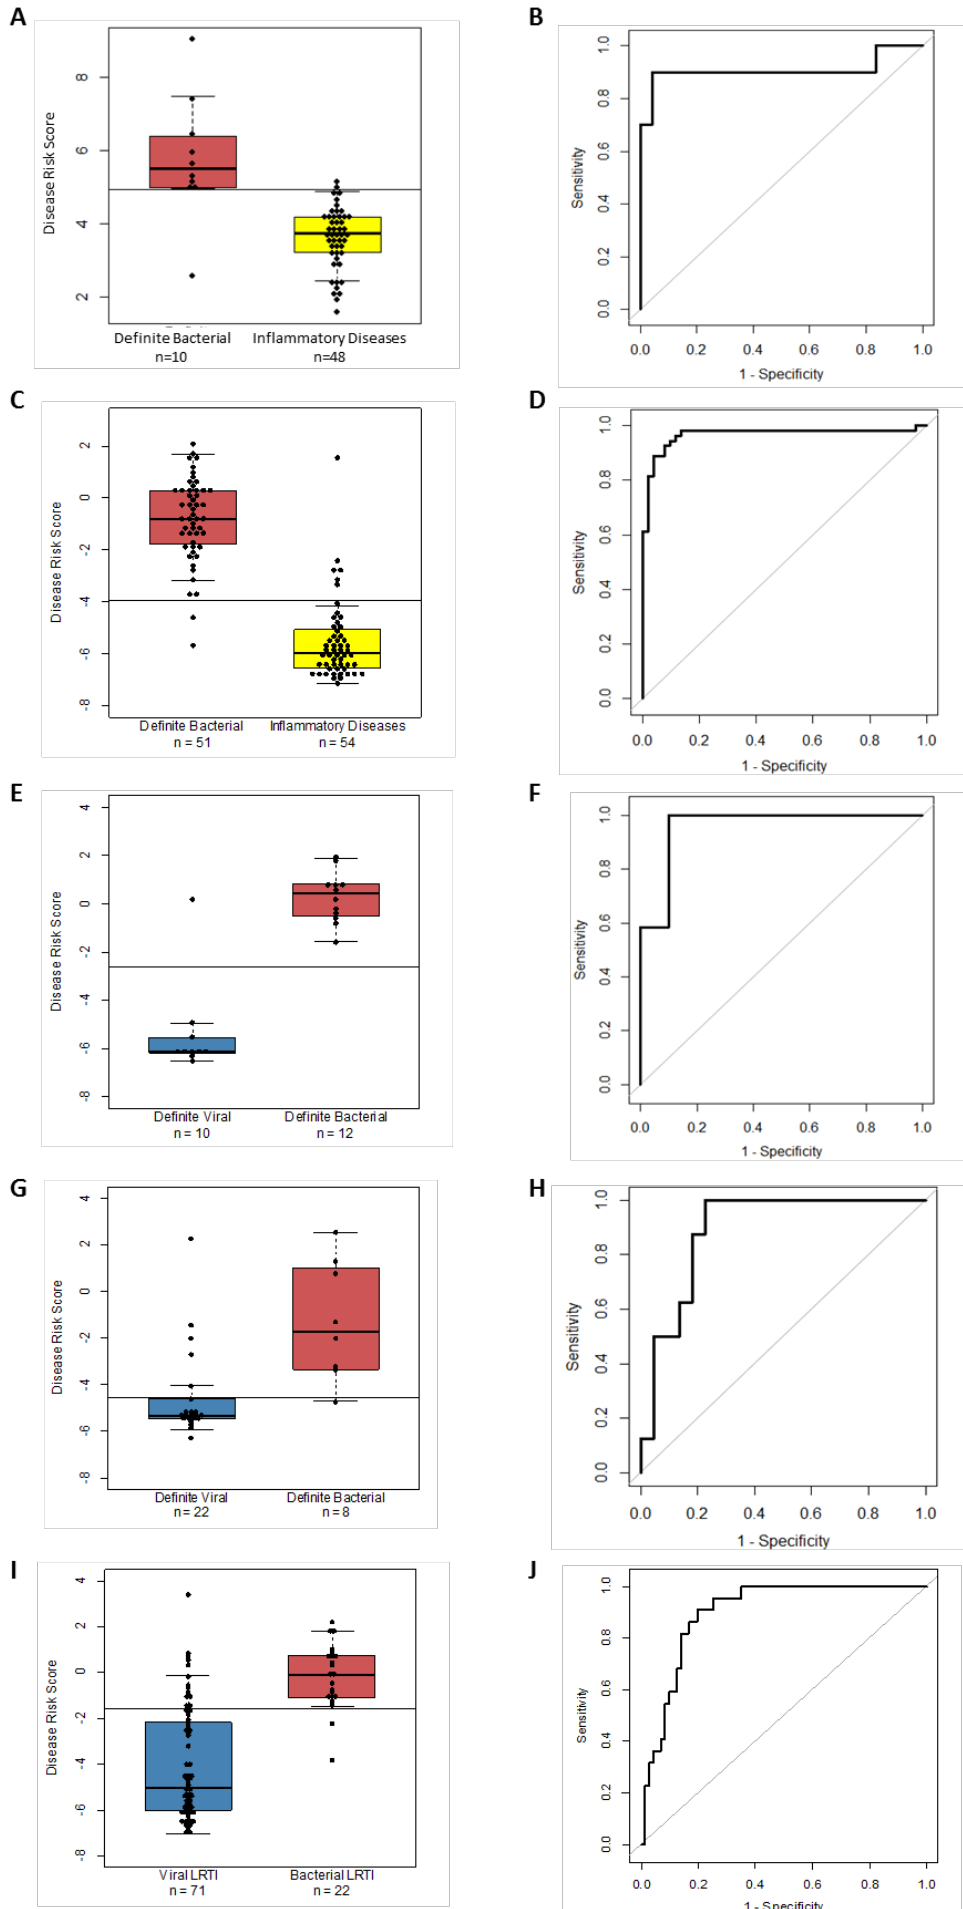 A
B
Disease Risk Score
8
6
4
2
Definite Bacterial
n=10
Inflammatory Diseases
n=48
Sensitivity
1.0
0.8
0.6
0.4
0.2
0.0
0.0 0.2 0.4 0.6 0.8 1.0
1 - Specificity
C
D
Disease Risk Score
2
0
-2
-4
-6
-8
Definite Bacterial
n = 51
Inflammatory Diseases
n = 54
Sensitivity
1.0
0.8
0.6
0.4
0.2
0.0
0.0 0.2 0.4 0.6 0.8 1.0
1 - Specificity
E
F
Disease Risk Score
4
2
0
-2
-4
-6
-8
Definite Viral
n = 10
Definite Bacterial
n = 12
Sensitivity
1.0
0.8
0.6
0.4
0.2
0.0
0.0 0.2 0.4 0.6 0.8 1.0
1 - Specificity
G
H
Disease Risk Score
4
2
0
-2
-4
-6
-8
Definite Viral
n = 22
Definite Bacterial
n = 8
Sensitivity
1.0
0.8
0.6
0.4
0.2
0.0
0.0 0.2 0.4 0.6 0.8 1.0
1 - Specificity
I
J
Disease Risk Score
4
2
0
-2
-4
-6
-8
Viral LRTI
n = 71
Bacterial LRTI
n = 22
Sensitivity
1.0
0.8
0.6
0.4
0.2
0.0
0.0 0.2 0.4 0.6 0.8 1.0
1 - Specificity